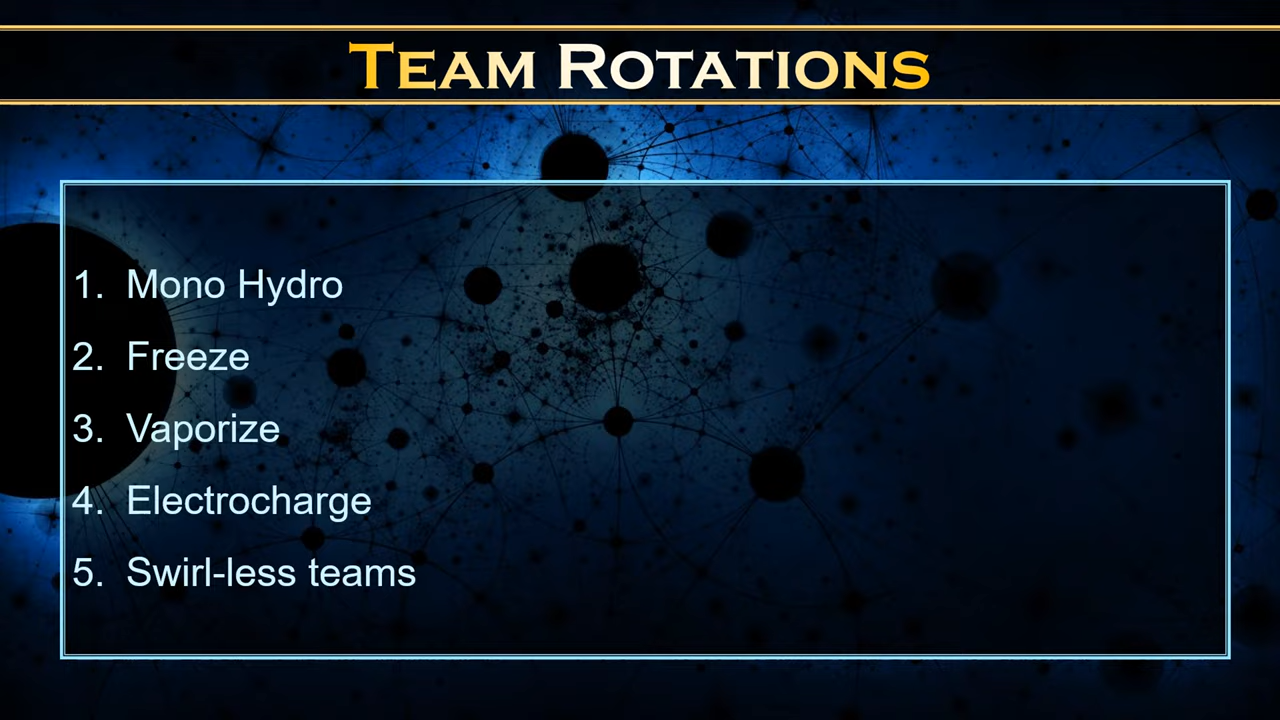 Team Rotations
1. Mono Hydro
2. Freeze
3. Vaporize
4. Electrocharge
5. Swirl-less teams